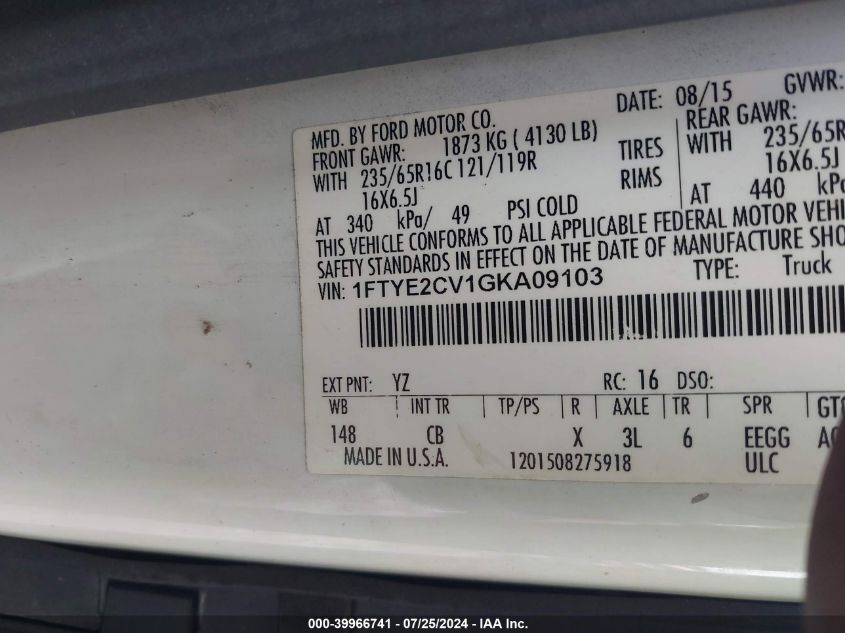 DATE: 08/15 GVWR:
MFD. BY FORD MOTOR CO.
FRONT GAWR: 1873 KG ( 4130 LB) REAR GAWR:
WITH 235/65R16C 121/119R TIRES WITH 235/65R
16X6.5J RIMS 16X6.5J
AT 340 kPa/ 49 PSI COLD AT 440 kPa
THIS VEHICLE CONFORMS TO ALL APPLICABLE FEDERAL MOTOR VEHI
SAFETY STANDARDS IN EFFECT ON THE DATE OF MANUFACTURE SHO
VIN: 1FTYE2CV1GKA09103 TYPE: Truck
EXT PNT: YZ RC: 16 DSO:
WB INT TR TP/PS R AXLE TR SPR
148 CB X 3L 6 EEGG
MADE IN U.S.A. 1201508275918 ULC
000-39966741 / 07/25/2024 - IAA Inc.